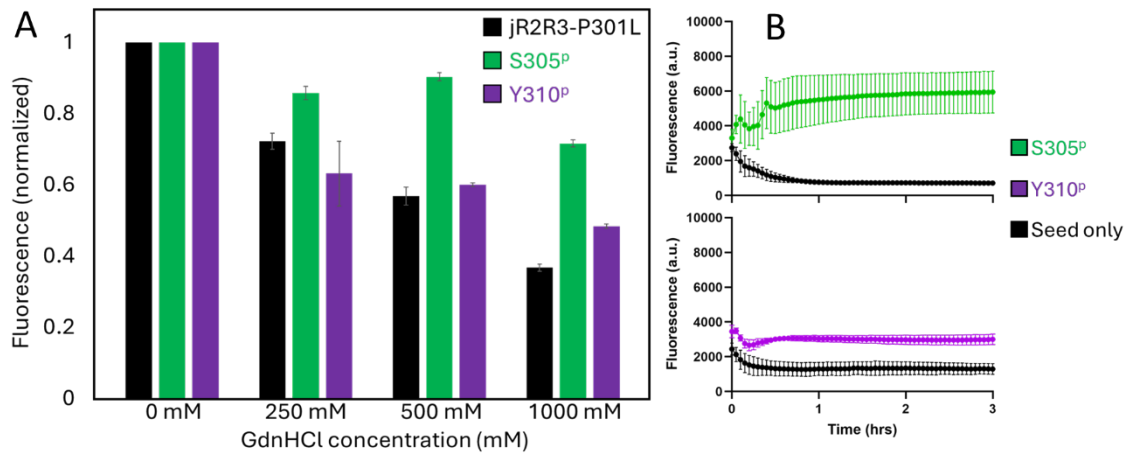 A
Fluorescence (normalized)
1
0.8
0.6
0.4
0.2
0
0 mM 250 mM 500 mM 1000 mM
GdnHCl concentration (mM)
jR2R3-P301L
S305ᵖ
Y310ᵖ
B
Fluorescence (a.u.)
10000
8000
6000
4000
2000
0
Fluorescence (a.u.)
10000
8000
6000
4000
2000
0
0 1 2 3
Time (hrs)
S305ᵖ
Y310ᵖ
Seed only